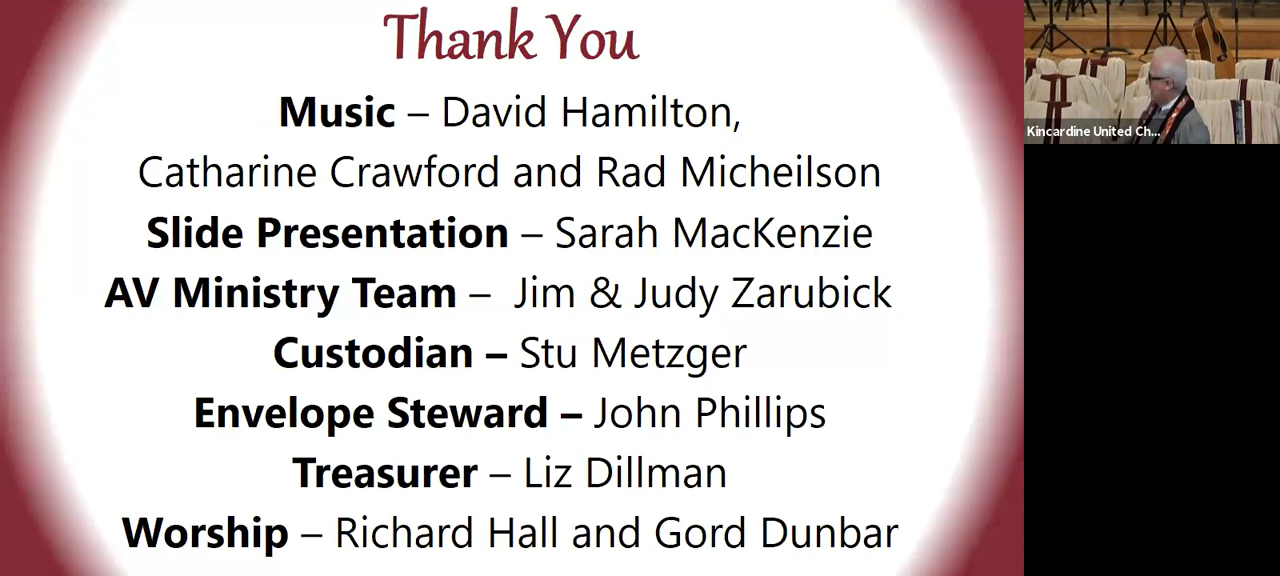 Thank You
Music – David Hamilton,
Catharine Crawford and Rad Micheilson
Slide Presentation – Sarah MacKenzie
AV Ministry Team – Jim & Judy Zarubick
Custodian – Stu Metzger
Envelope Steward – John Phillips
Treasurer – Liz Dillman
Worship – Richard Hall and Gord Dunbar
Kincardine United Ch...